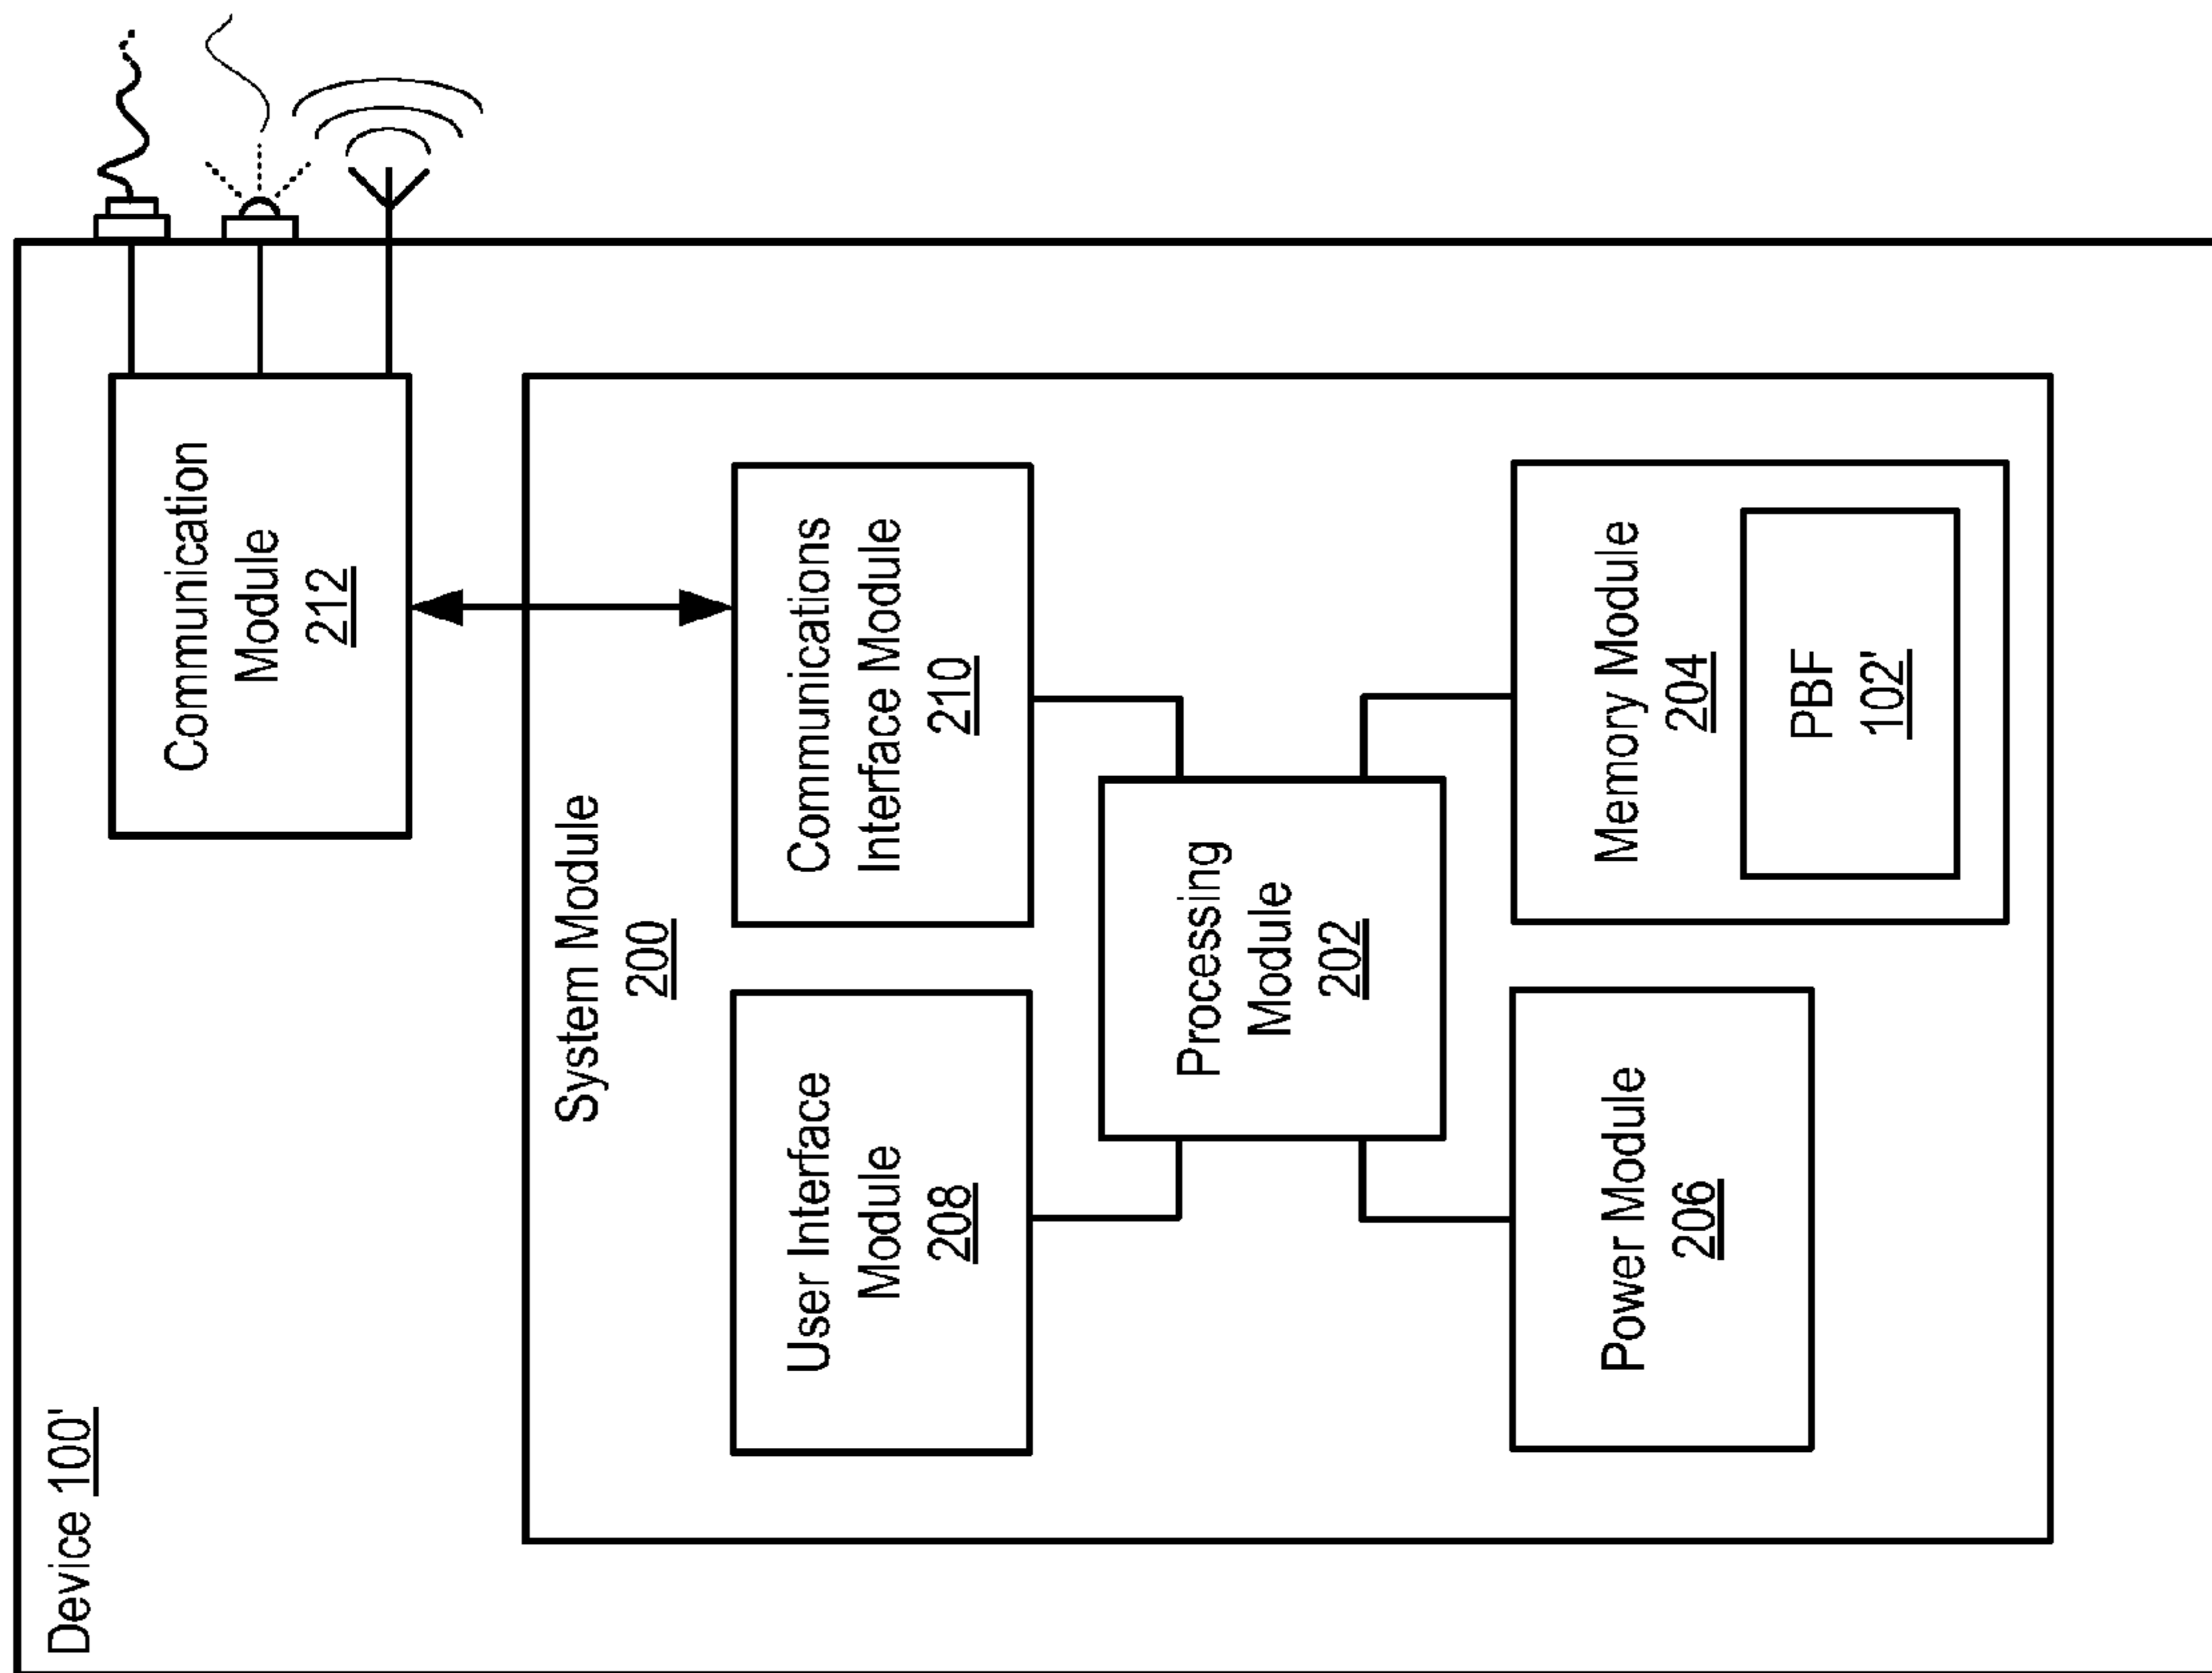 Device 100'
Communication
Module
212
System Module
200
User Interface
Module
208
Communications
Interface Module
210
Processing
Module
202
Power Module
206
Memory Module
204
PBF
102'